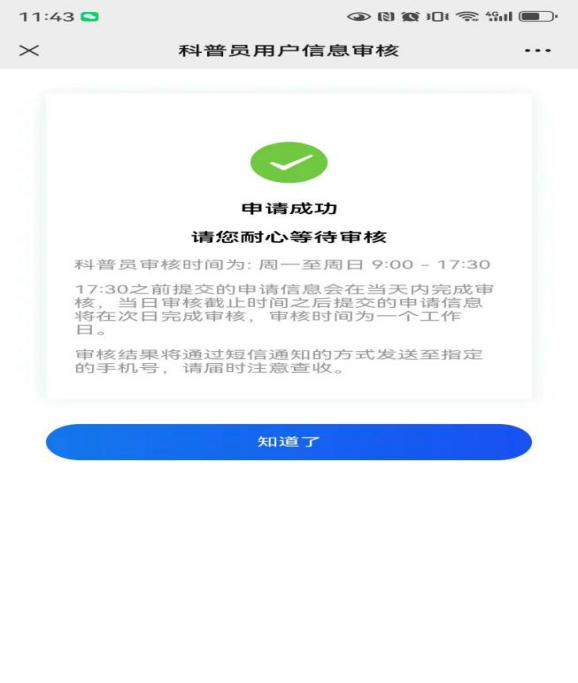 11:43
科普员用户信息审核
申请成功
请您耐心等待审核
科普员审核时间为: 周一至周日 9:00 - 17:30
17:30之前提交的申请信息会在当天内完成审
核，当日审核截止时间之后提交的申请信息
将在次日完成审核，审核时间为一个工作
日。
审核结果将通过短信通知的方式发送至指定
的手机号，请届时注意查收。
知道了